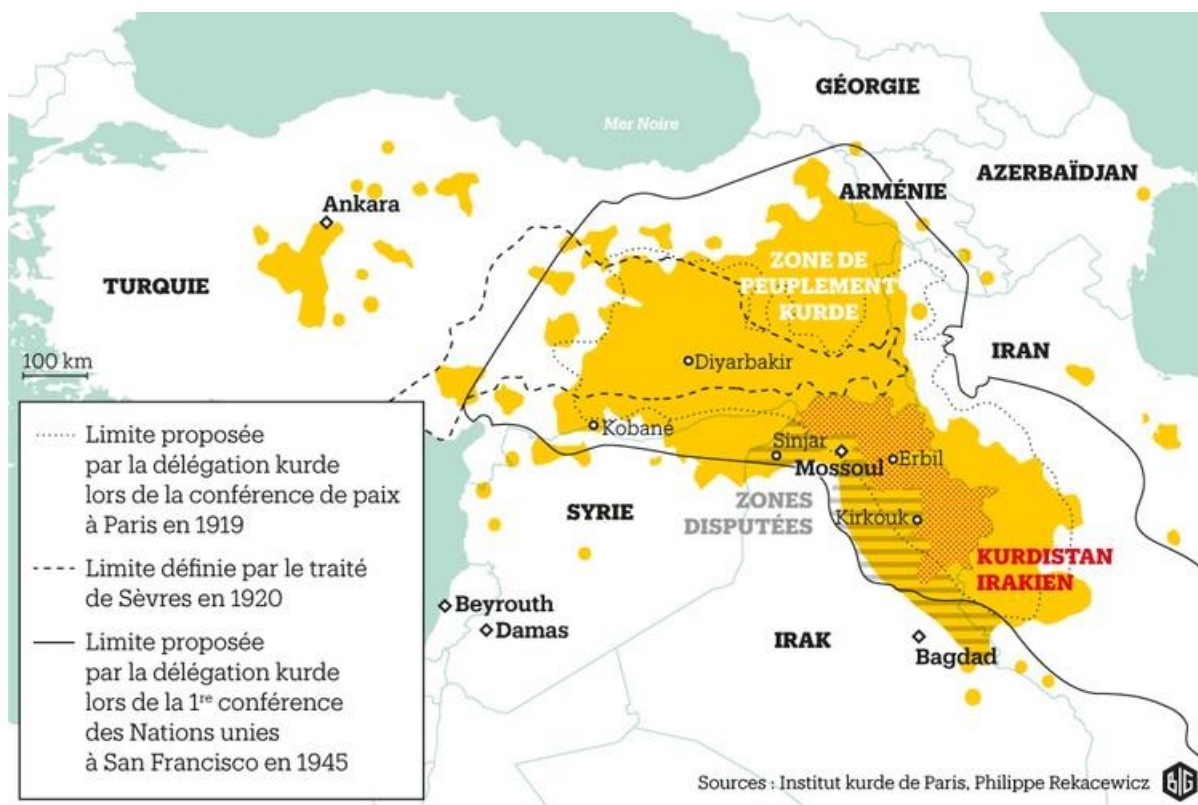 GÉORGIE
Mer Noire
AZERBAÏDJAN
ARMÉNIE
Ankara
TURQUIE
ZONE DE
PEUPLEMENT
KURDE
IRAN
100 km
Diyarbakir
Kobané
Sinjar
Mossoul
Erbil
ZONES
DISPUTÉES
Kirkouk
SYRIE
KURDISTAN
IRAKIEN
IRAK
Bagdad
Beyrouth
Damas
Limite proposée
par la délégation kurde
lors de la conférence de paix
à Paris en 1919
Limite définie par le traité
de Sèvres en 1920
Limite proposée
par la délégation kurde
lors de la 1re conférence
des Nations unies
à San Francisco en 1945
Sources : Institut kurde de Paris, Philippe Rekacewicz
BIG